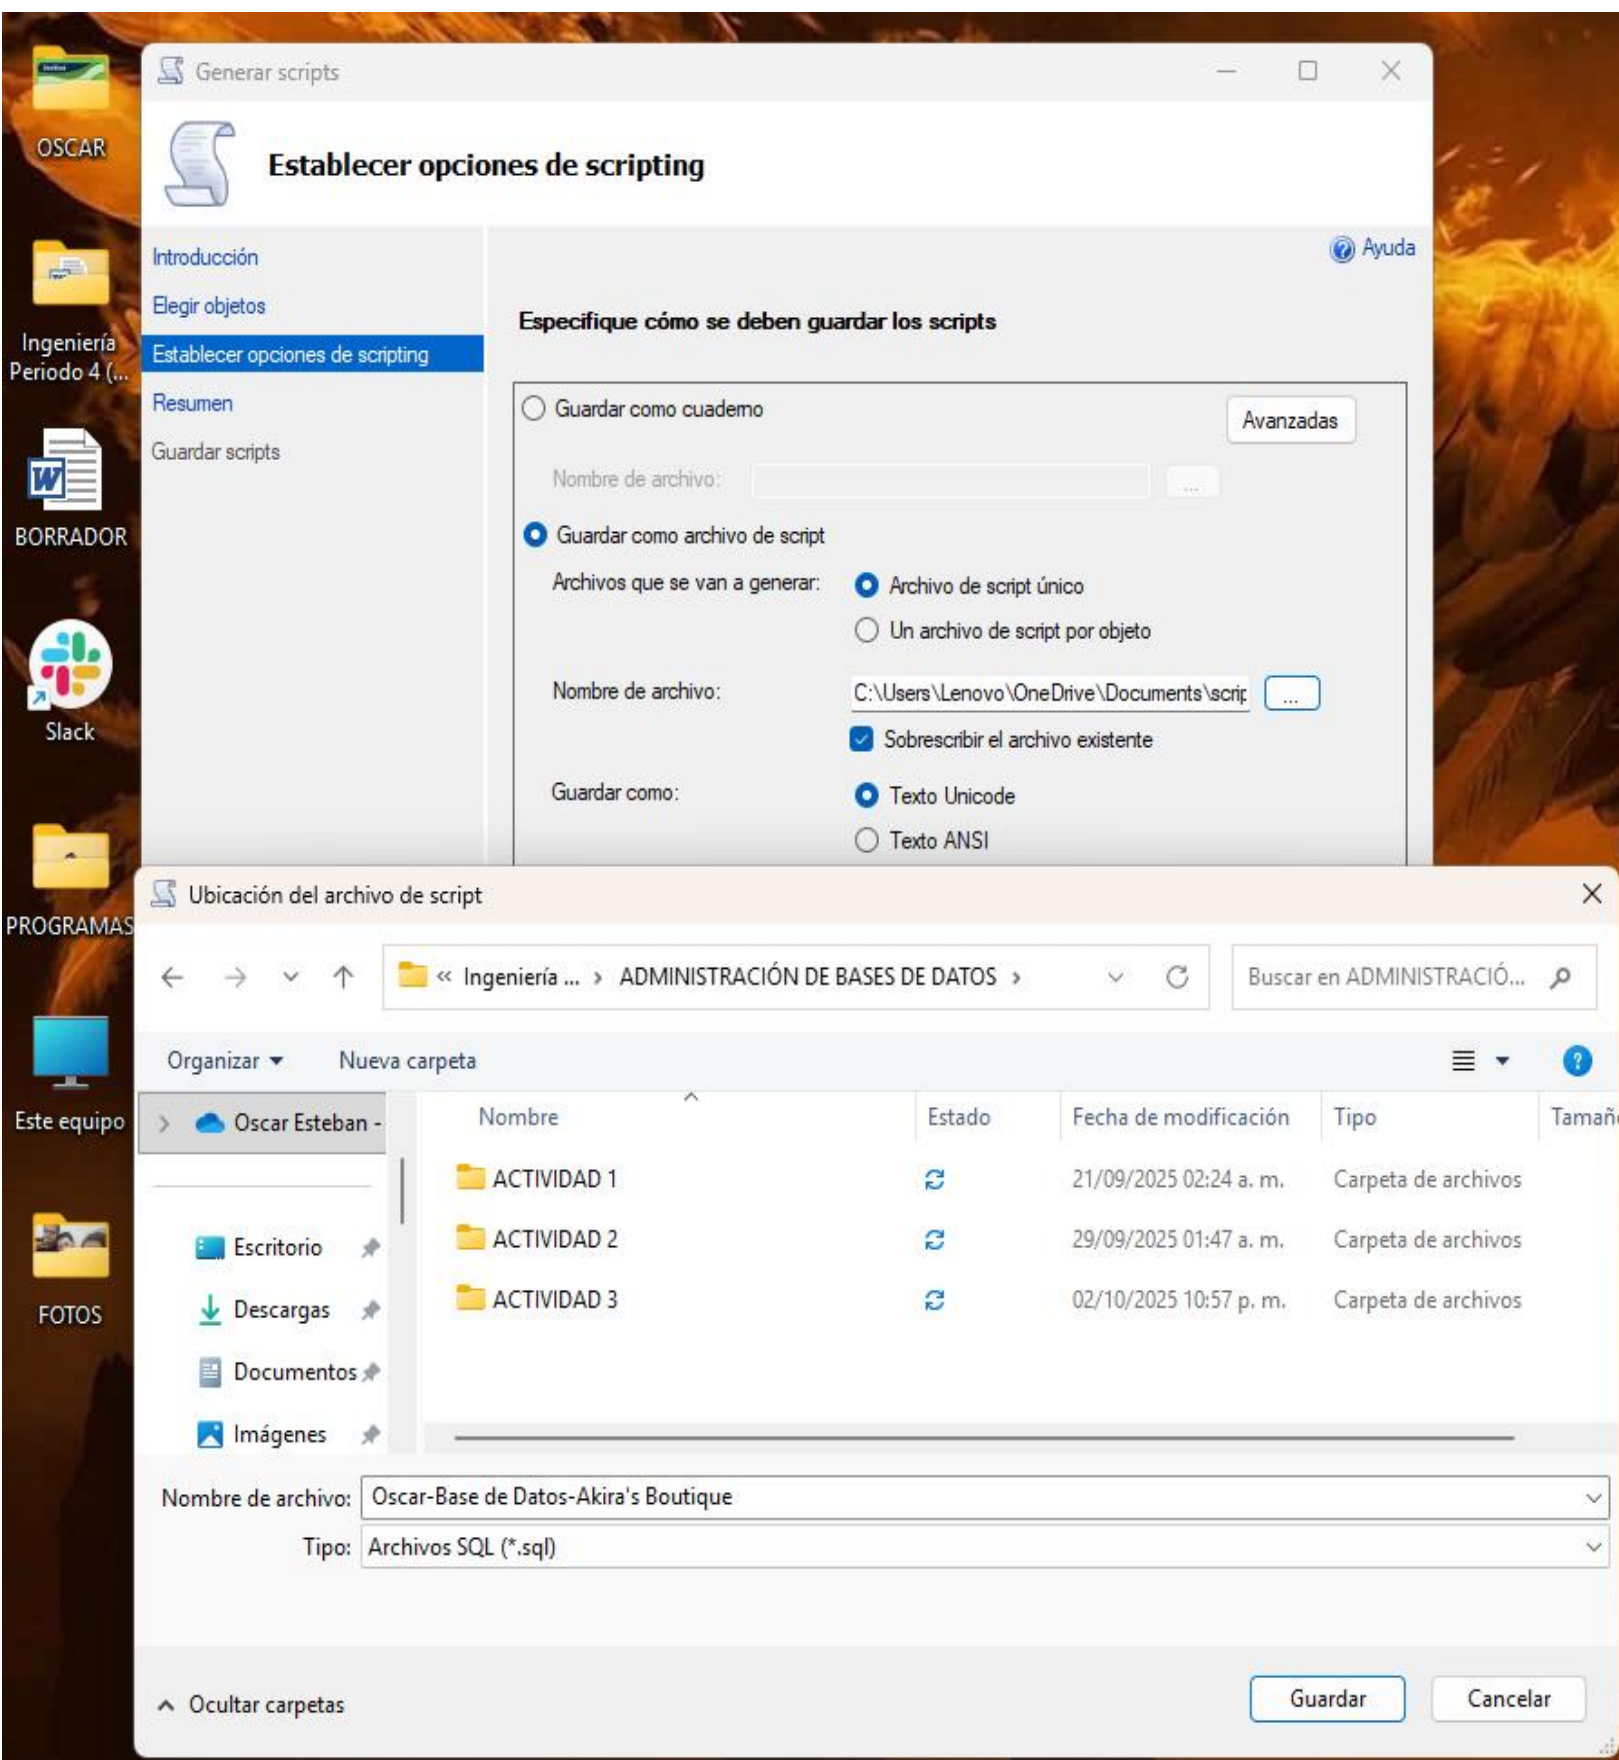 OSCAR
Ingeniería
Periodo 4 (...
BORRADOR
Slack
PROGRAMAS
Este equipo
FOTOS
Generar scripts
Establecer opciones de scripting
Introducción
Elegir objetos
Establecer opciones de scripting
Resumen
Guardar scripts
Ayuda
Especifique cómo se deben guardar los scripts
Guardar como cuaderno
Avanzadas
Nombre de archivo:
...
Guardar como archivo de script
Archivos que se van a generar:
Archivo de script único
Un archivo de script por objeto
Nombre de archivo:
C:\Users\Lenovo\OneDrive\Documents\scrip
...
Sobrescribir el archivo existente
Guardar como:
Texto Unicode
Texto ANSI
Ubicación del archivo de script
« Ingeniería ... › ADMINISTRACIÓN DE BASES DE DATOS ›
Buscar en ADMINISTRACIÓ...
Organizar
Nueva carpeta
Oscar Esteban -
Escritorio
Descargas
Documentos
Imágenes
Nombre Estado Fecha de modificación Tipo Tamañ
ACTIVIDAD 1 21/09/2025 02:24 a. m. Carpeta de archivos
ACTIVIDAD 2 29/09/2025 01:47 a. m. Carpeta de archivos
ACTIVIDAD 3 02/10/2025 10:57 p. m. Carpeta de archivos
Nombre de archivo: Oscar-Base de Datos-Akira's Boutique
Tipo: Archivos SQL (*.sql)
Ocultar carpetas
Guardar
Cancelar